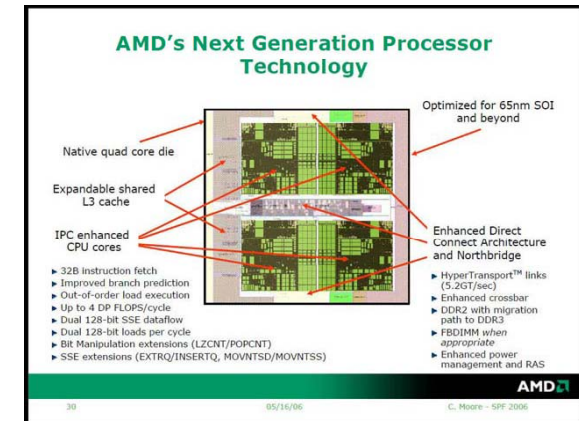 AMD's Next Generation Processor
Technology
Optimized for 65nm SOI
and beyond
Native quad core die
Expandable shared
L3 cache
IPC enhanced
CPU cores
Enhanced Direct
Connect Architecture
and Northbridge
▶ 32B instruction fetch
▶ Improved branch prediction
▶ Out-of-order load execution
▶ Up to 4 DP FLOPS/cycle
▶ Dual 128-bit SSE dataflow
▶ Dual 128-bit loads per cycle
▶ Bit Manipulation extensions (LZCNT/POPCNT)
▶ SSE extensions (EXTRQ/INSERTQ, MOVNTSD/MOVNTSS)
▶ HyperTransport™ links
(5.2GT/sec)
▶ Enhanced crossbar
▶ DDR2 with migration
path to DDR3
▶ FBDIMM when
appropriate
▶ Enhanced power
management and RAS
AMD
30
05/16/06
C. Moore - SPF 2006